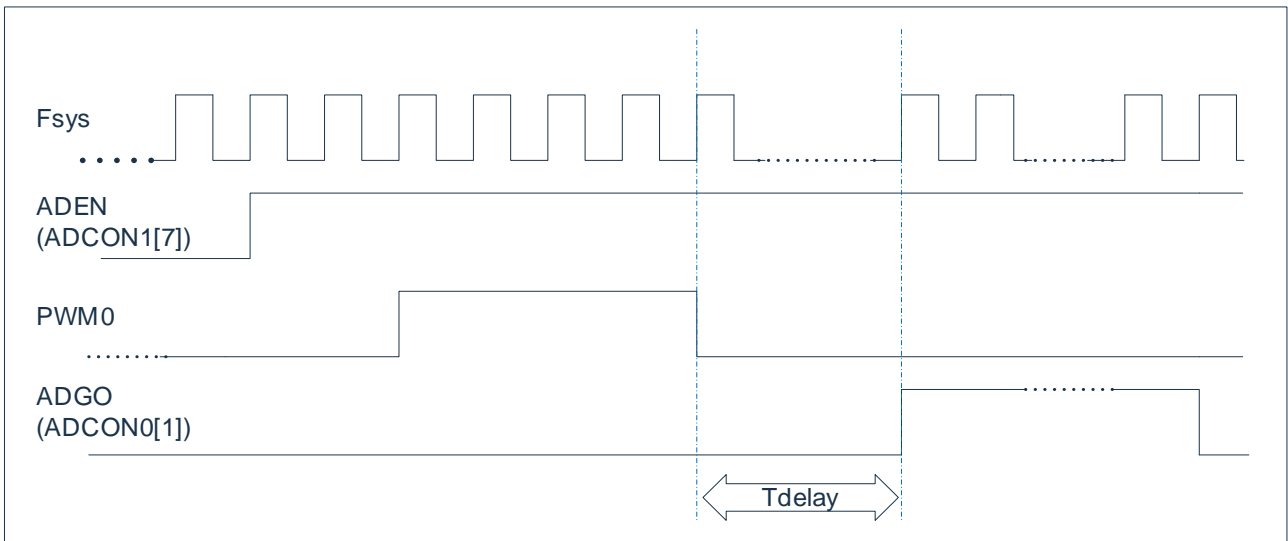 Fsys
ADEN
(ADCON1[7])
PWM0
ADGO
(ADCON0[1])
Tdelay